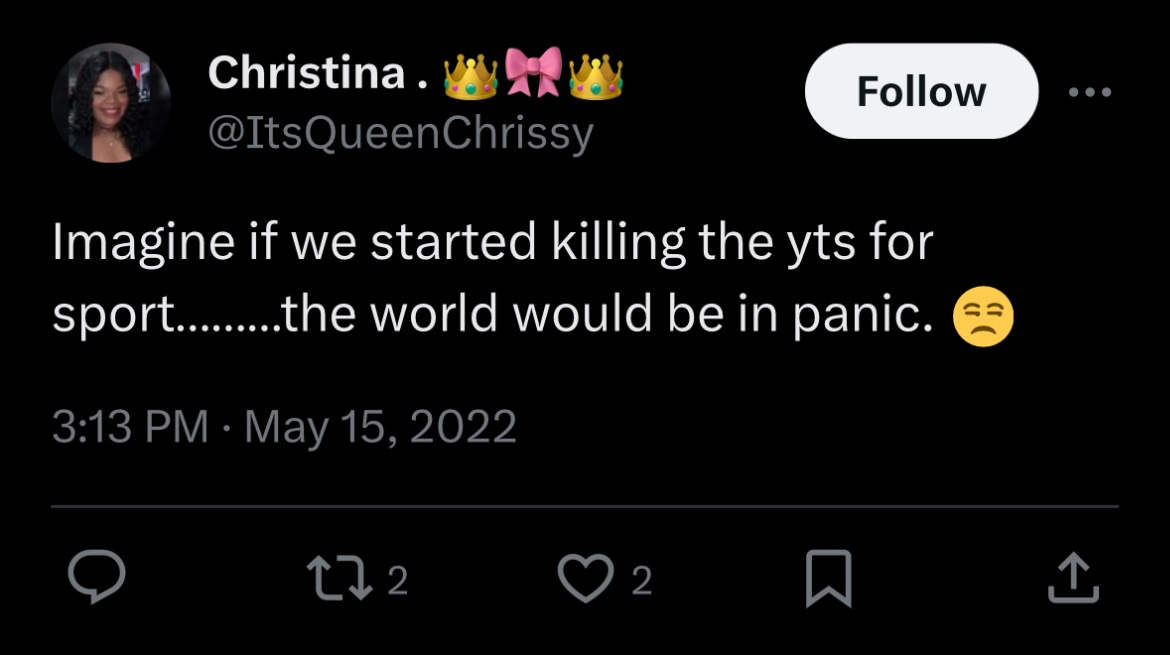 Christina . 👑🎀👑
Follow
@ItsQueenChrissy
Imagine if we started killing the yts for
sport.........the world would be in panic. 😒
3:13 PM · May 15, 2022
2
2